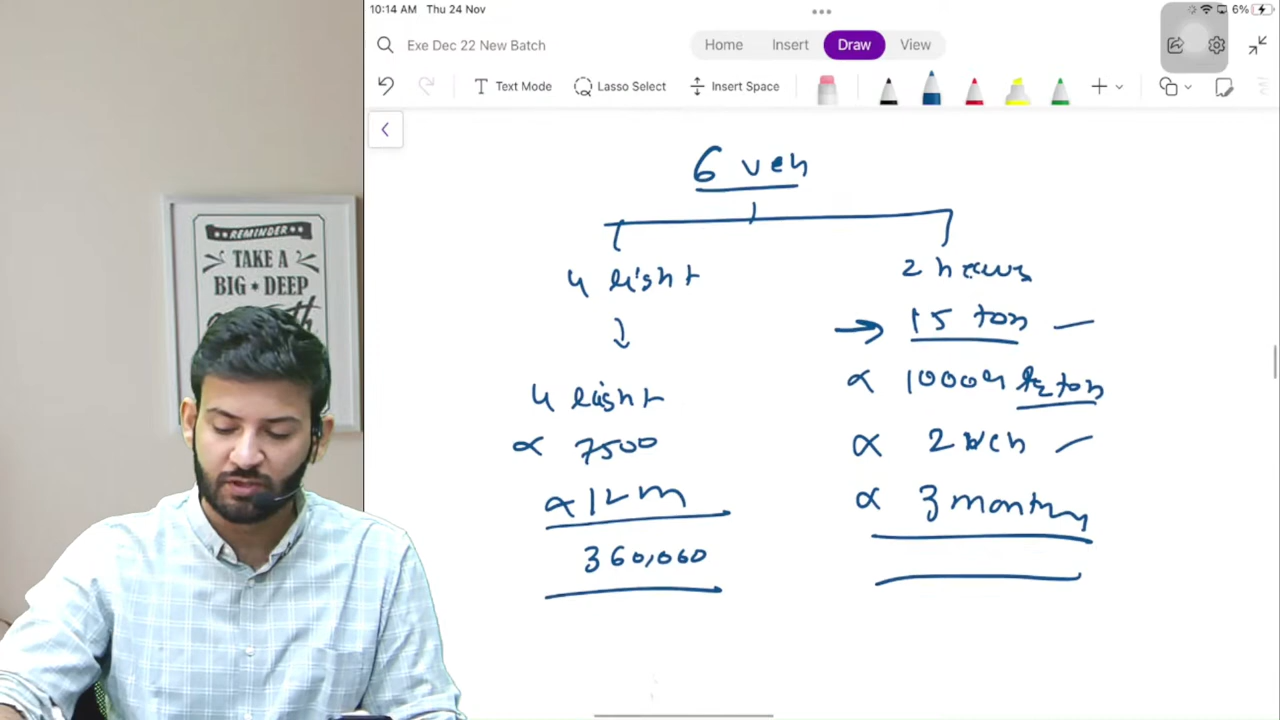 10:14 AM Thu 24 Nov
6%
Exe Dec 22 New Batch
Home Insert Draw View
Text Mode Lasso Select Insert Space
REMINDER
TAKE A
BIG DEEP
6 veh
4 light
2 heavy
15 ton
4 light
x 1000
ton
x 7500
x 2 veh
x 12 m
x 3 months
360,000